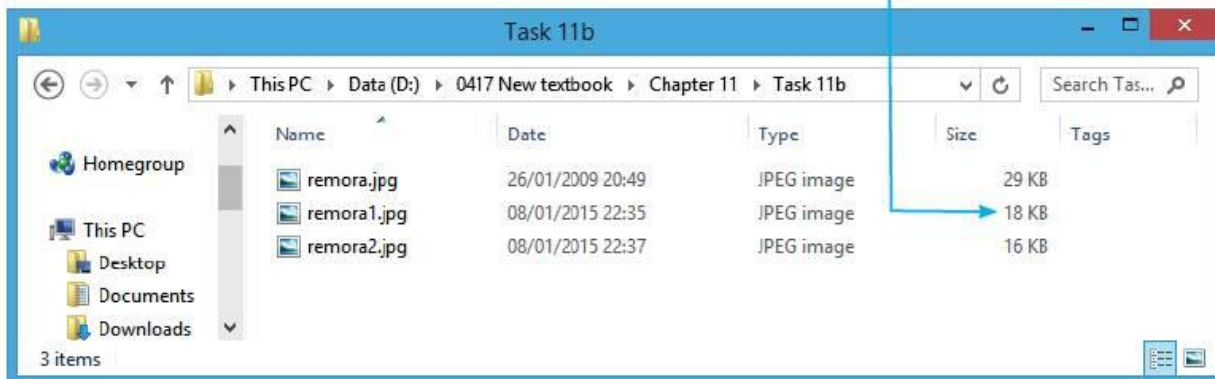 Task 11b
This PC Data (D:) 0417 New textbook Chapter 11 Task 11b Search Tas...
Name Date Type Size Tags
Homegroup
remora.jpg 26/01/2009 20:49 JPEG image 29 KB
remora1.jpg 08/01/2015 22:35 JPEG image 18 KB
This PC
remora2.jpg 08/01/2015 22:37 JPEG image 16 KB
Desktop
Documents
Downloads
3 items